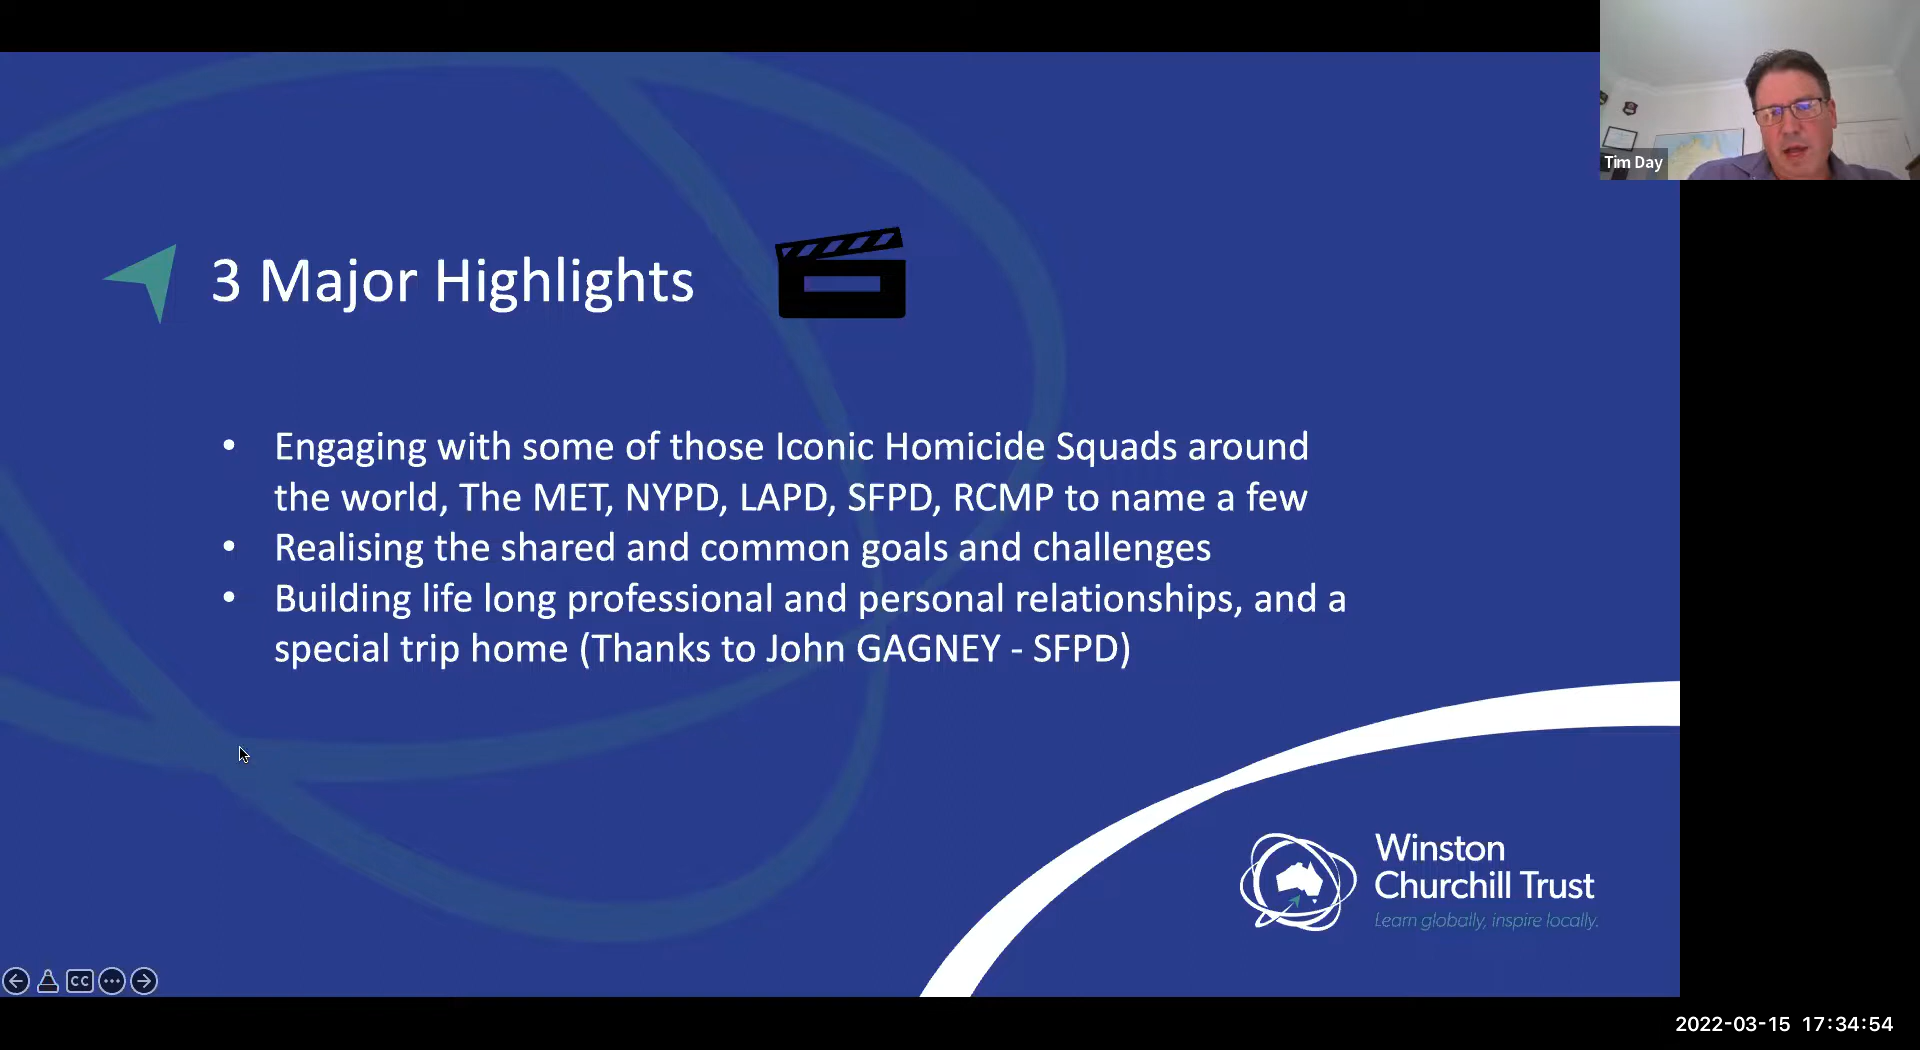 Tim Day
3 Major Highlights
• Engaging with some of those Iconic Homicide Squads around
the world, The MET, NYPD, LAPD, SFPD, RCMP to name a few
• Realising the shared and common goals and challenges
• Building life long professional and personal relationships, and a
special trip home (Thanks to John GAGNEY - SFPD)
Winston
Churchill Trust
Learn globally, inspire locally.
CC
2022-03-15 17:34:54